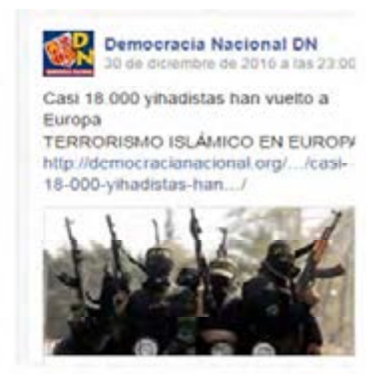 DN
Democracia Nacional DN
30 de diciembre de 2016 a las 23:00
Casi 18.000 yihadistas han vuelto a
Europa
TERRORISMO ISLÁMICO EN EUROPA
http://democracianacional.org/.../casi-
18-000-yihadistas-han.../